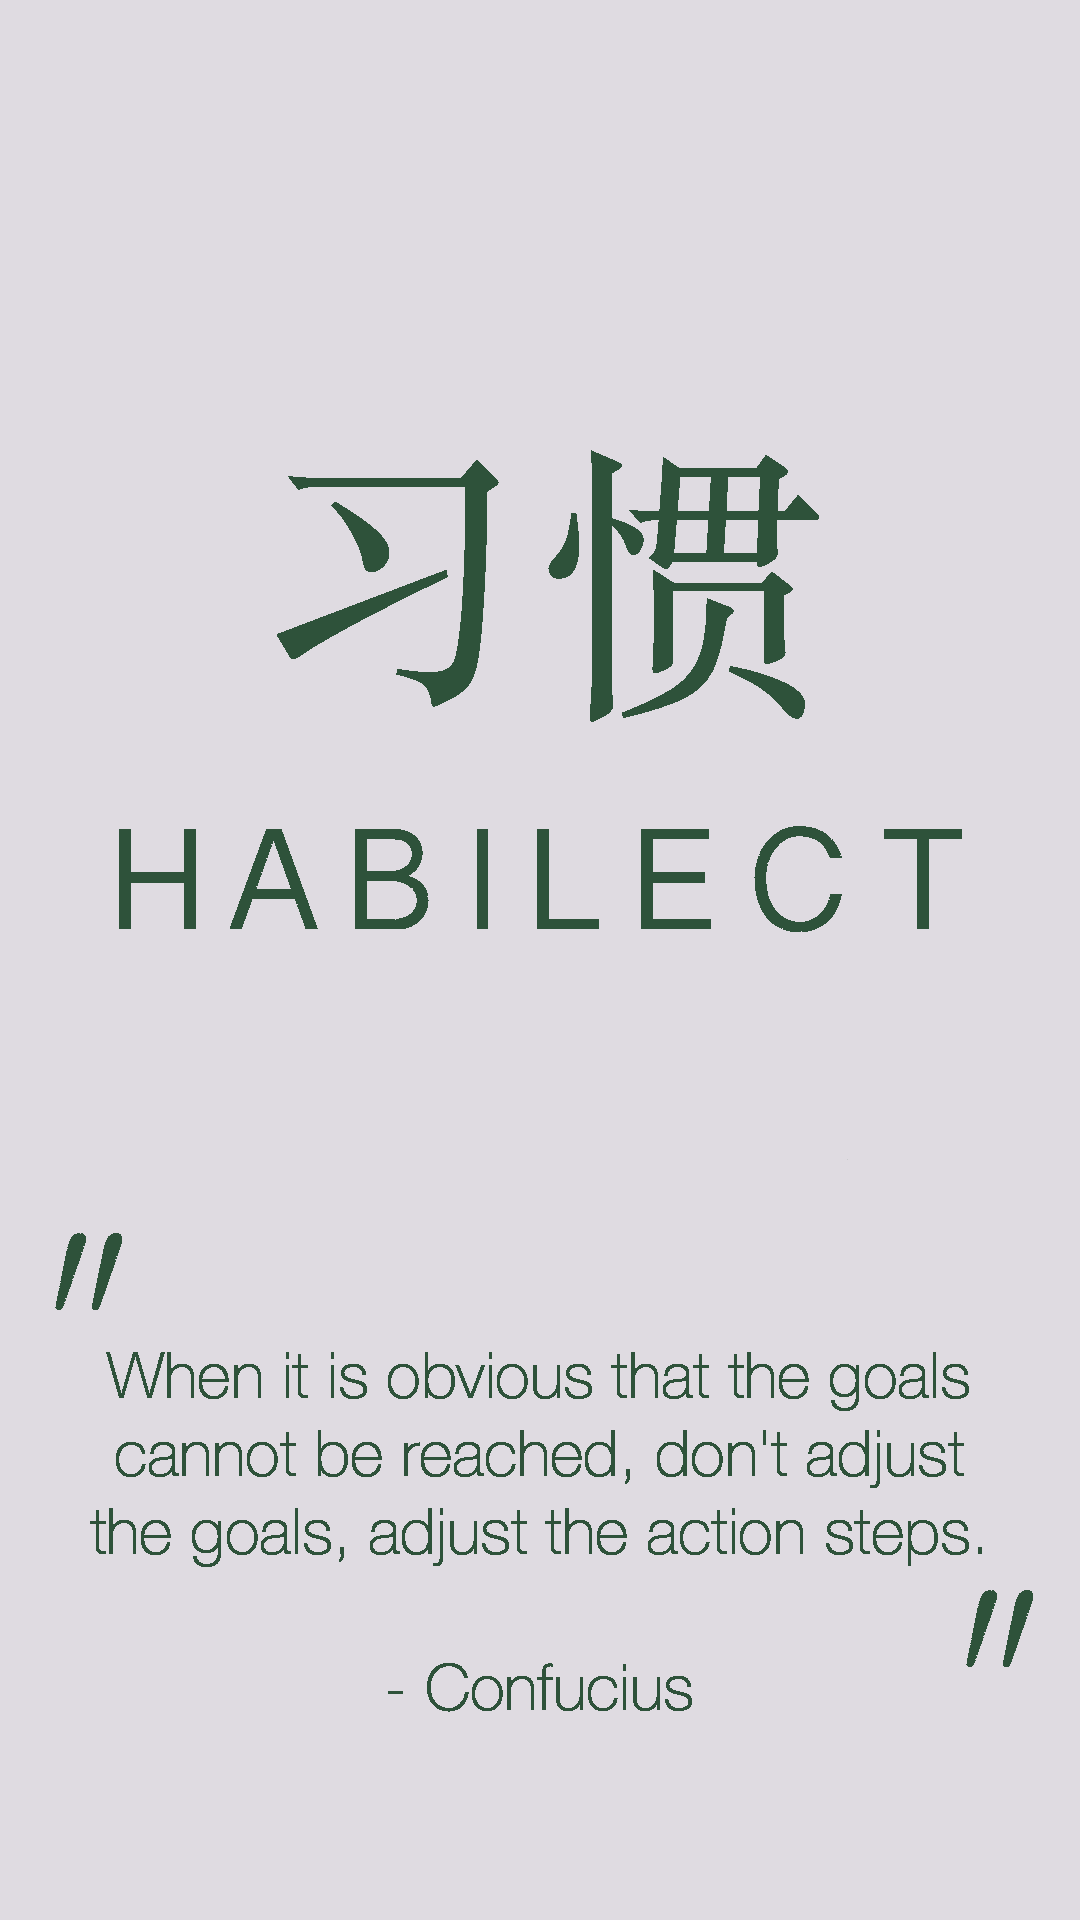 习惯
HABILECT
"
When it is obvious that the goals
cannot be reached, don't adjust
the goals, adjust the action steps.
"
- Confucius